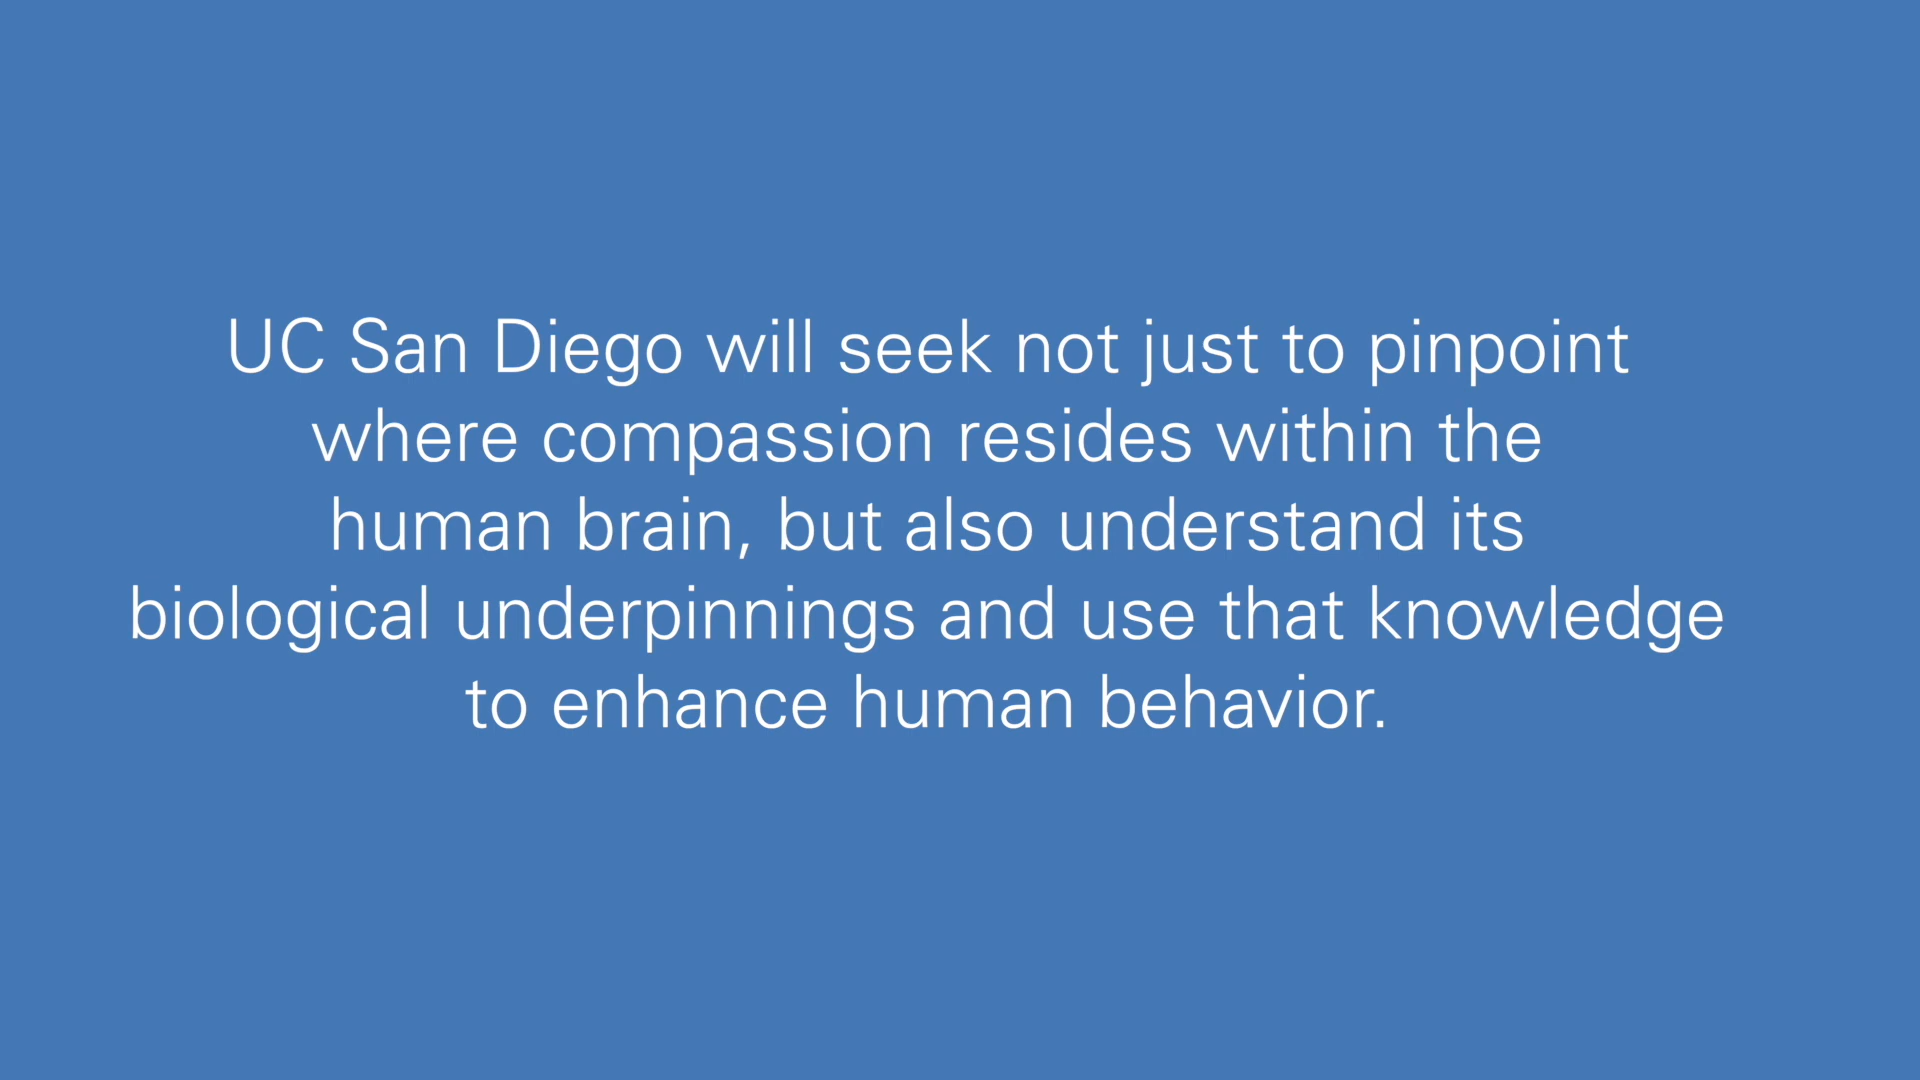 UC San Diego will seek not just to pinpoint
where compassion resides within the
human brain, but also understand its
biological underpinnings and use that knowledge
to enhance human behavior.